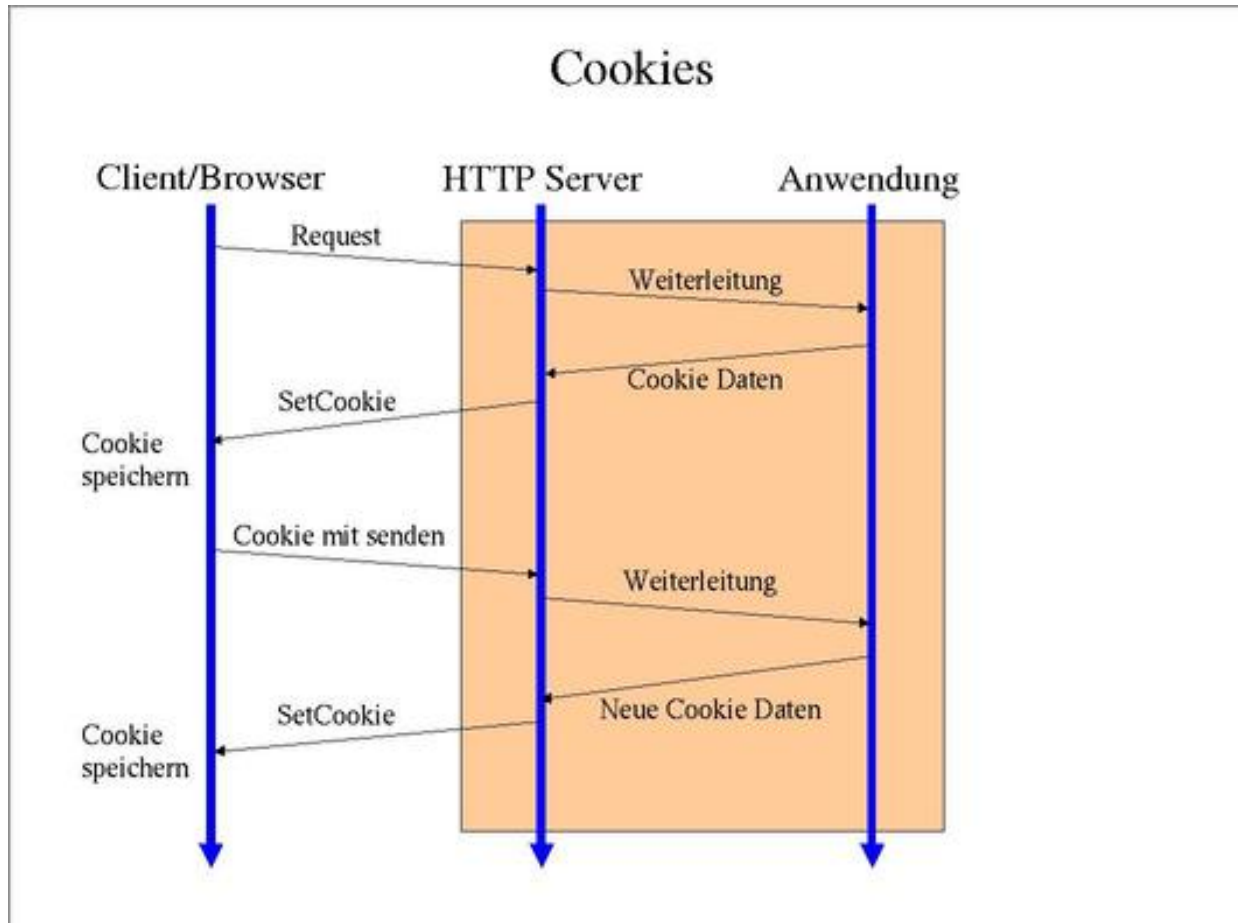 Cookies
Client/Browser
HTTP Server
Anwendung
Request
Weiterleitung
Cookie Daten
SetCookie
Cookie
speichern
Cookie mit senden
Weiterleitung
Neue Cookie Daten
SetCookie
Cookie
speichern